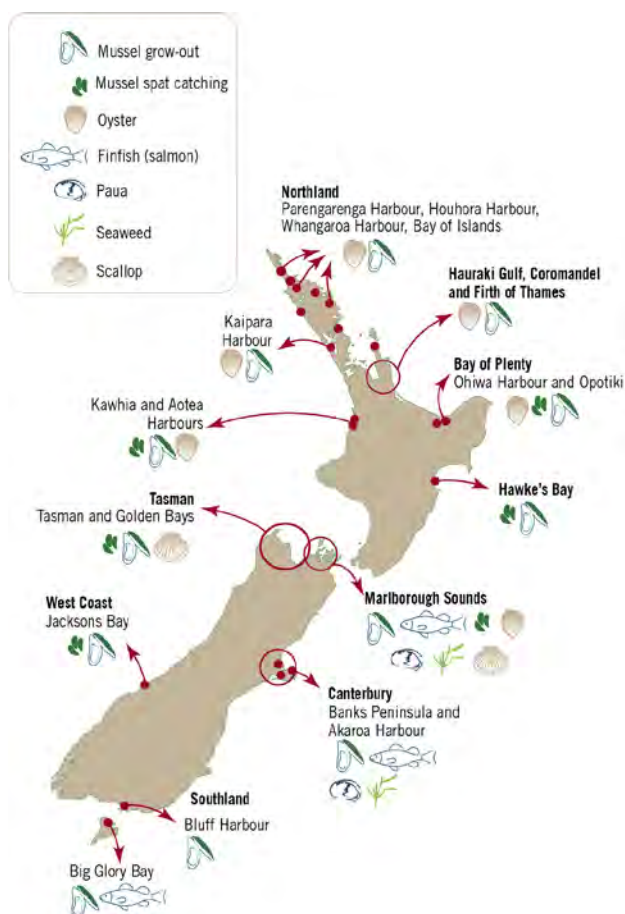 Mussel grow-out
Mussel spat catching
Oyster
Finfish (salmon)
Paua
Seaweed
Scallop
Northland
Parengarenga Harbour, Houhora Harbour,
Whangaroa Harbour, Bay of Islands
Hauraki Gulf, Coromandel
and Firth of Thames
Kaipara
Harbour
Bay of Plenty
Ohiwa Harbour and Opotiki
Kawhia and Aotea
Harbours
Hawke's Bay
Tasman
Tasman and Golden Bays
Marlborough Sounds
West Coast
Jacksons Bay
Canterbury
Banks Peninsula and
Akaroa Harbour
Southland
Bluff Harbour
Big Glory Bay